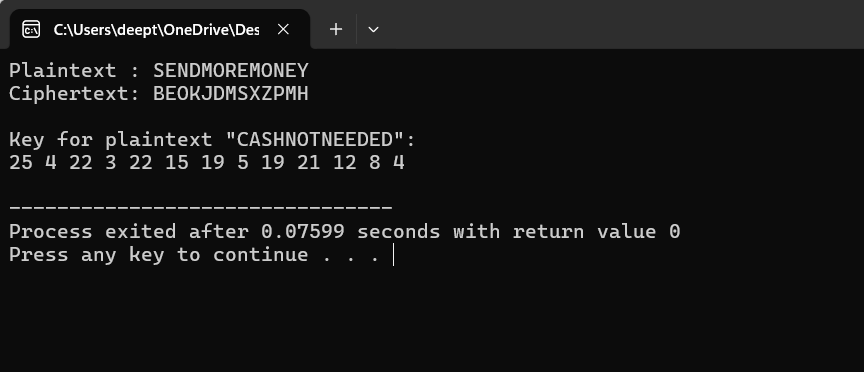 C:\Users\deept\OneDrive\Des
Plaintext : SENDMOREMONEY
Ciphertext: BEOKJDMSXZPMH
Key for plaintext "CASHNOTNEEDED":
25 4 22 3 22 15 19 5 19 21 12 8 4
--------------------------------
Process exited after 0.07599 seconds with return value 0
Press any key to continue . . .